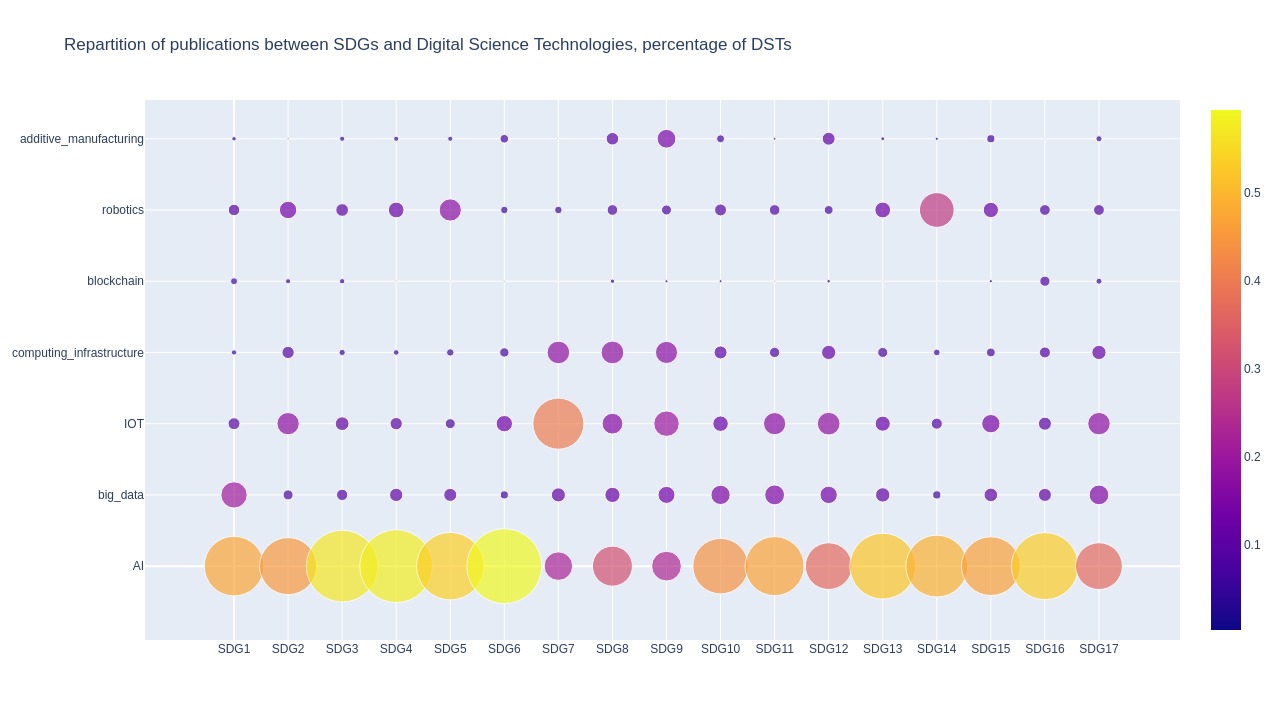 Repartition of publications between SDGs and Digital Science Technologies, percentage of DSTs
additive_manufacturing
robotics
blockchain
computing_infrastructure
IOT
big_data
AI
SDG1 SDG2 SDG3 SDG4 SDG5 SDG6 SDG7 SDG8 SDG9 SDG10 SDG11 SDG12 SDG13 SDG14 SDG15 SDG16 SDG17
0.5
0.4
0.3
0.2
0.1